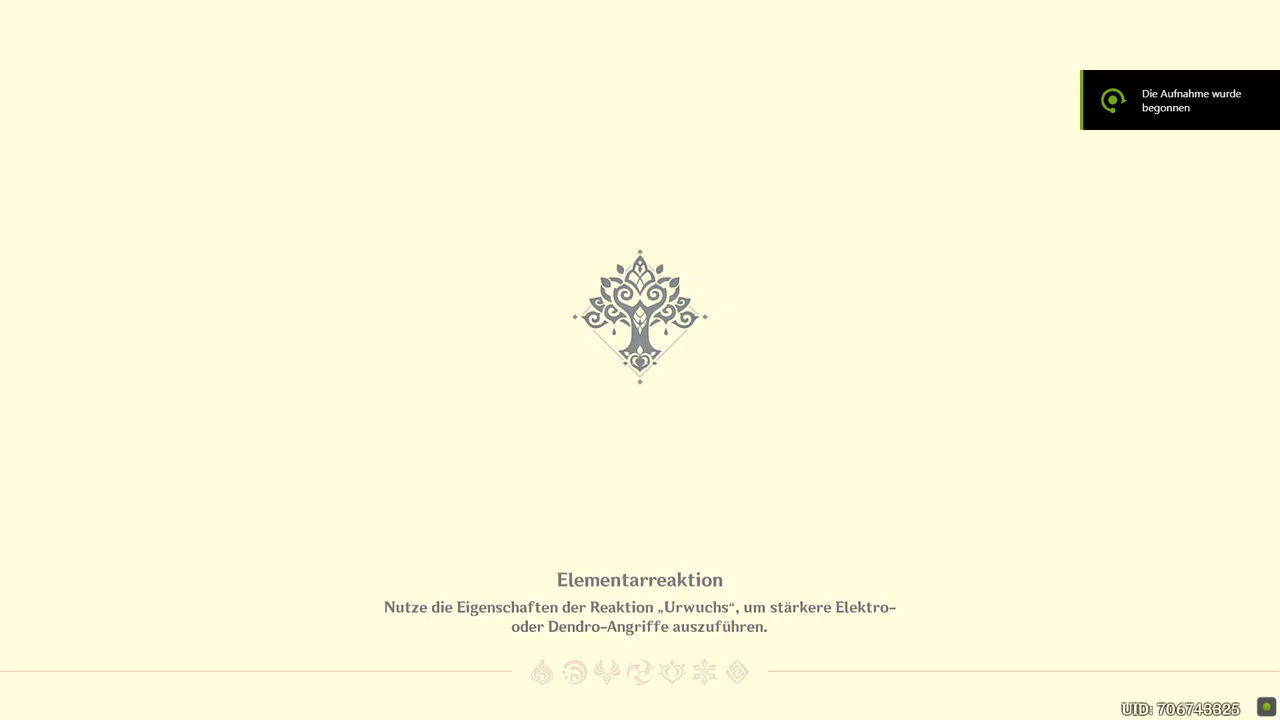 Die Aufnahme wurde
begonnen
Elementarreaktion
Nutze die Eigenschaften der Reaktion „Urwuchs“, um stärkere Elektro-
oder Dendro-Angriffe auszuführen.
UID: 706743325